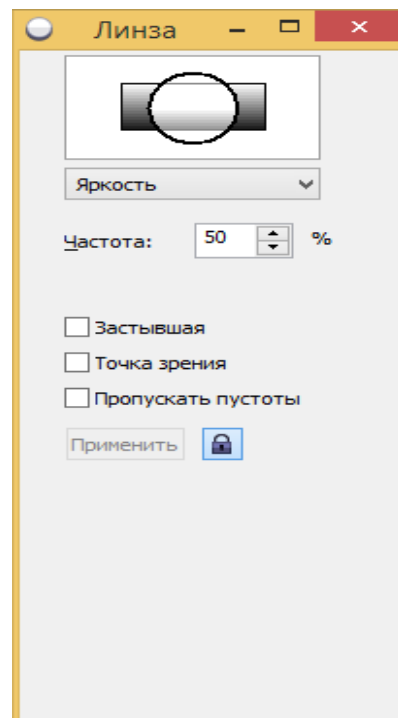 Линза
Яркость
Частота: 50 %
Застывшая
Точка зрения
Пропускать пустоты
Применить